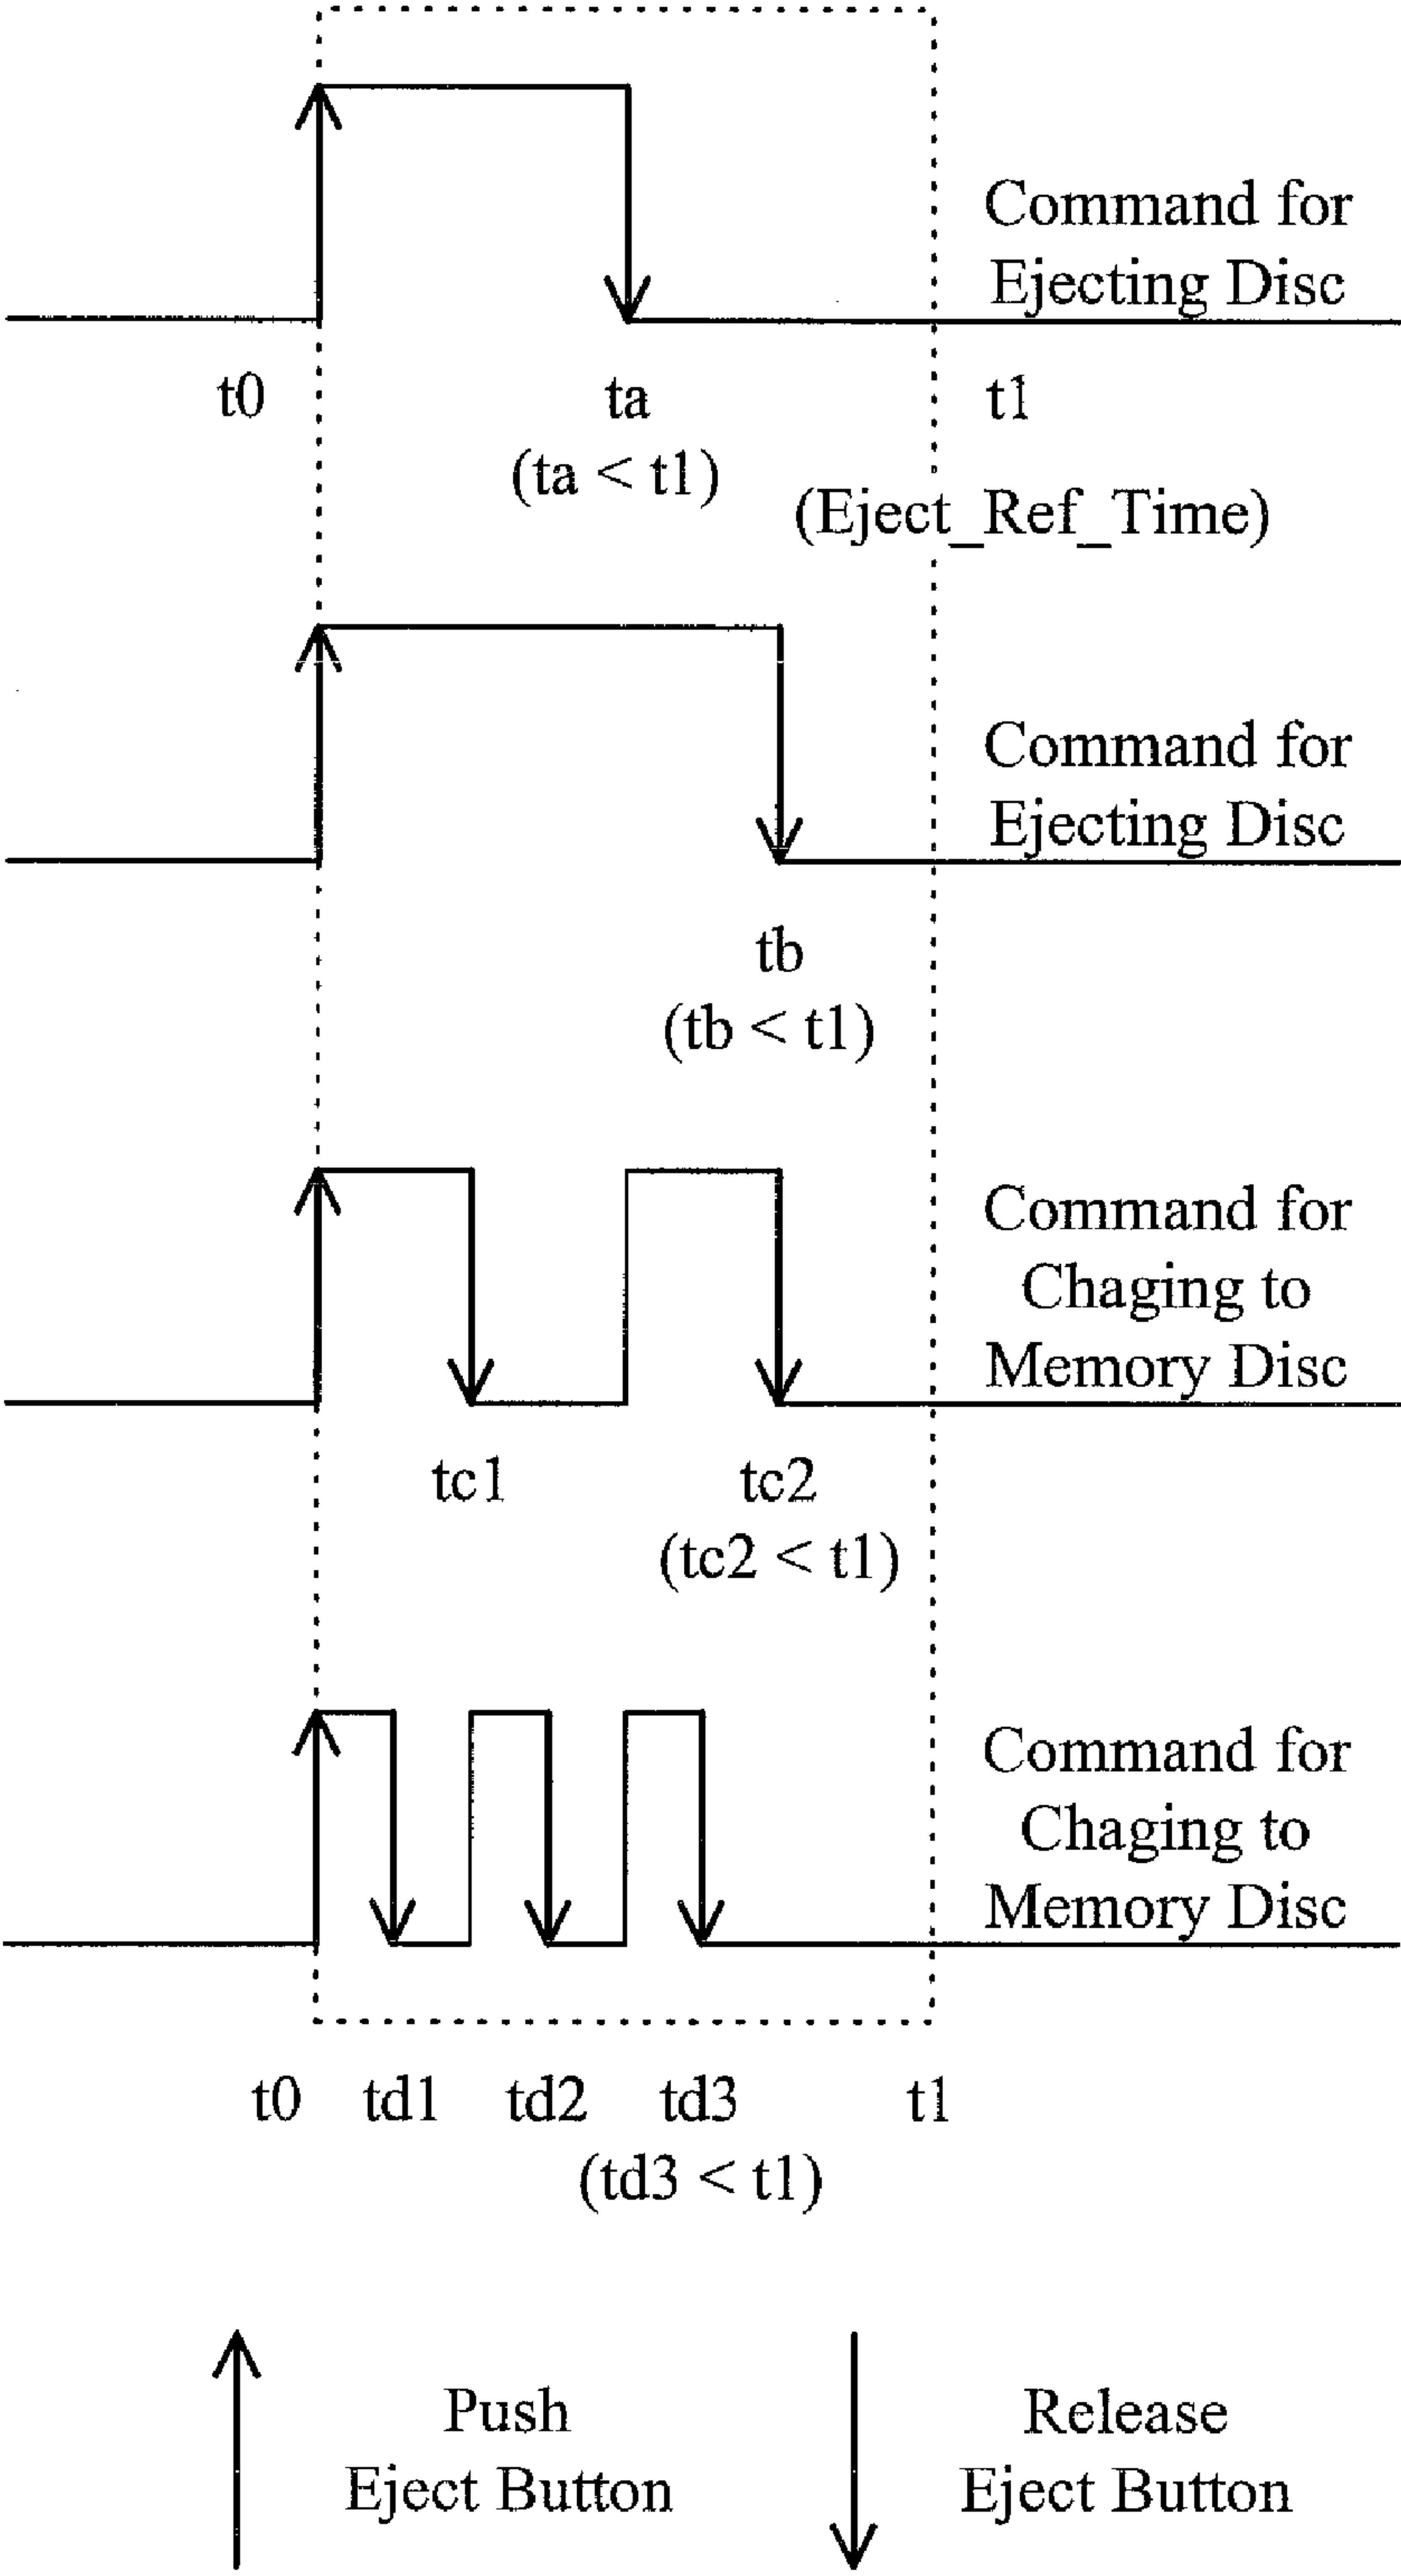 Command for
Ejecting Disc
t0
ta
t1
(ta < t1)
(Eject_Ref_Time)
Command for
Ejecting Disc
tb
(tb < t1)
Command for
Chaging to
Memory Disc
tc1
tc2
(tc2 < t1)
Command for
Chaging to
Memory Disc
t0
td1
td2
td3
t1
(td3 < t1)
Push
Eject Button
Release
Eject Button